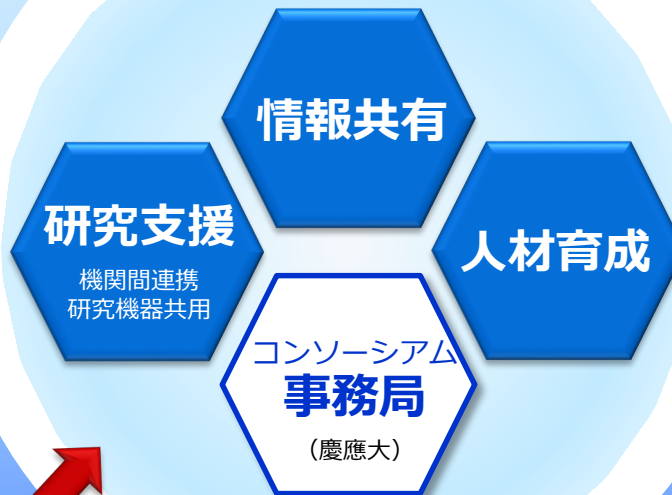 情報共有
研究支援
機関間連携
研究機器共用
人材育成
コンソーシアム
事務局
(慶應大)